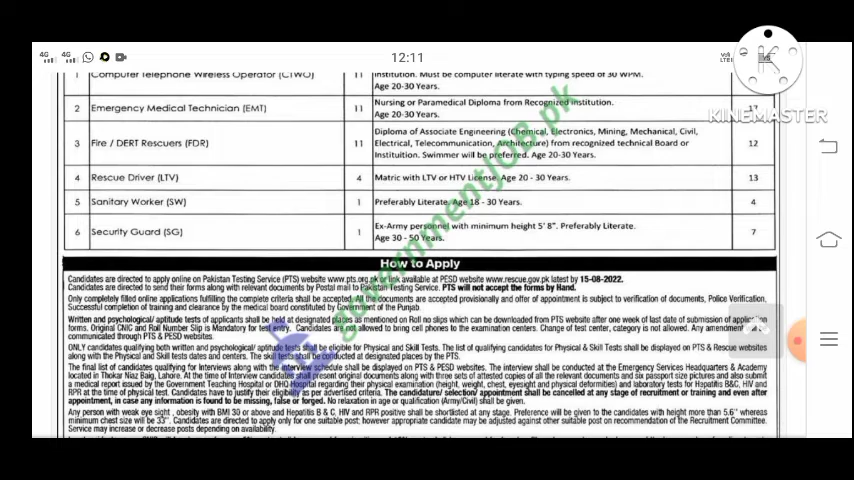 4G 4G 12:11
KINEMASTER
1 Computer Telephone Wireless Operator (CTWO) 11 Institution. Must be computer literate with typing speed of 30 WPM.
Age 20-30 Years.
2 Emergency Medical Technician (EMT) 11 Nursing or Paramedical Diploma from Recognized institution. 17
Age 20-30 Years.
Diploma of Associate Engineering (Chemical, Electronics, Mining, Mechanical, Civil,
3 Fire / DERT Rescuers (FDR) 11 Electrical, Telecommunication, Architecture) from recognized technical Board or 12
Instituition. Swimmer will be preferred. Age 20-30 Years.
4 Rescue Driver (LTV) 4 Matric with LTV or HTV License. Age 20 - 30 Years. 13
5 Sanitary Worker (SW) 1 Preferably Literate. Age 18 - 30 Years. 4
6 Security Guard (SG) 1 Ex-Army personnel with minimum height 5' 8". Preferably Literate. 7
Age 30 - 50 Years.
governmentJOB.pk
How to Apply
Candidates are directed to apply online on Pakistan Testing Service (PTS) website www.pts.org.pk or link available at PESD website www.rescue.gov.pk latest by 15-08-2022.
Candidates are directed to send their forms along with relevant documents by Postal mail to Pakistan Testing Service. PTS will not accept the forms by Hand.
Only completely filled online applications fulfilling the complete criteria shall be accepted. All the documents are accepted provisionally and offer of appointment is subject to verification of documents, Police Verification,
Successful completion of training and clearance by the medical board constituted by Government of the Punjab.
Written and psychological/ aptitude tests of applicants shall be held at designated places as mentioned on Roll no slips which can be downloaded from PTS website after one week of last date of submission of application
forms. Original CNIC and Roll Number Slip is Mandatory for test entry. Candidates are not allowed to bring cell phones to the examination centers. Change of test center, category is not allowed. Any amendment
communicated through PTS & PESD websites.
ONLY candidates qualifying both written and psychological/ aptitude tests shall be eligible for Physical and Skill Tests. The list of qualifying candidates for Physical & Skill Tests shall be displayed on PTS & Rescue websites
along with the Physical and Skill tests dates and centers. The skill tests shall be conducted at designated places by the PTS.
The final list of candidates qualifying for Interviews along with the interview schedule shall be displayed on PTS & PESD websites. The interview shall be conducted at the Emergency Services Headquarters & Academy
located in Thokar Niaz Baig, Lahore. At the time of Interview candidates shall present original documents along with three sets of attested copies of all the relevant documents and six passport size pictures and also submit
a medical report issued by the Government Teaching Hospital or DHQ Hospital regarding their physical examination (height, weight, chest, eyesight and physical deformities) and laboratory tests for Hepatitis B&C, HIV and
RPR at the time of physical test. Candidates have to justify their eligibility as per advertised criteria. The candidature/ selection/ appointment shall be cancelled at any stage of recruitment or training and even after
appointment, in case any information is found to be missing, false or forged. No relaxation in age or qualification (Army/Civil) shall be given.
Any person with weak eye sight , obesity with BMI 30 or above and Hepatitis B & C, HIV and RPR positive shall be shortlisted at any stage. Preference will be given to the candidates with height more than 5.6" whereas
minimum chest size will be 33". Candidates are directed to apply only for one suitable post; however appropriate candidate may be adjusted against other suitable post on recommendation of the Recruitment Committee.
Service may increase or decrease posts depending on availability.